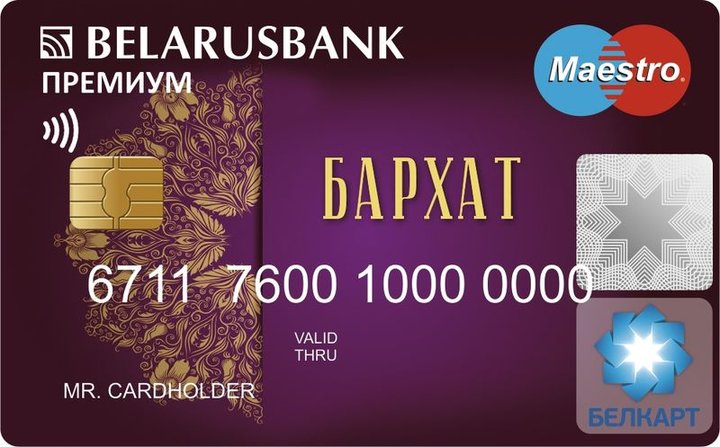 BELARUSBANK
ПРЕМИУМ
Maestro
БАРХАТ
6711 7600 1000 0000
VALID
THRU
MR. CARDHOLDER
БЕЛКАРТ